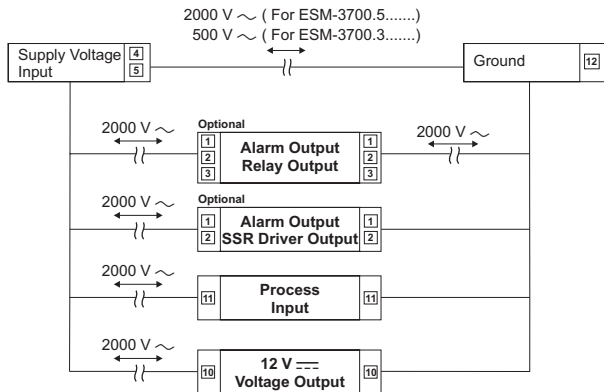 2000 V ～ ( For ESM-3700.5.......)
500 V ～ ( For ESM-3700.3.......)
Supply Voltage
Input
4
5
Ground
12
2000 V ～
Optional
1
2
3
Alarm Output
Relay Output
1
2
3
2000 V ～
2000 V ～
Optional
1
2
Alarm Output
SSR Driver Output
1
2
2000 V ～
11
Process
Input
11
2000 V ～
10
12 V ⎓
Voltage Output
10